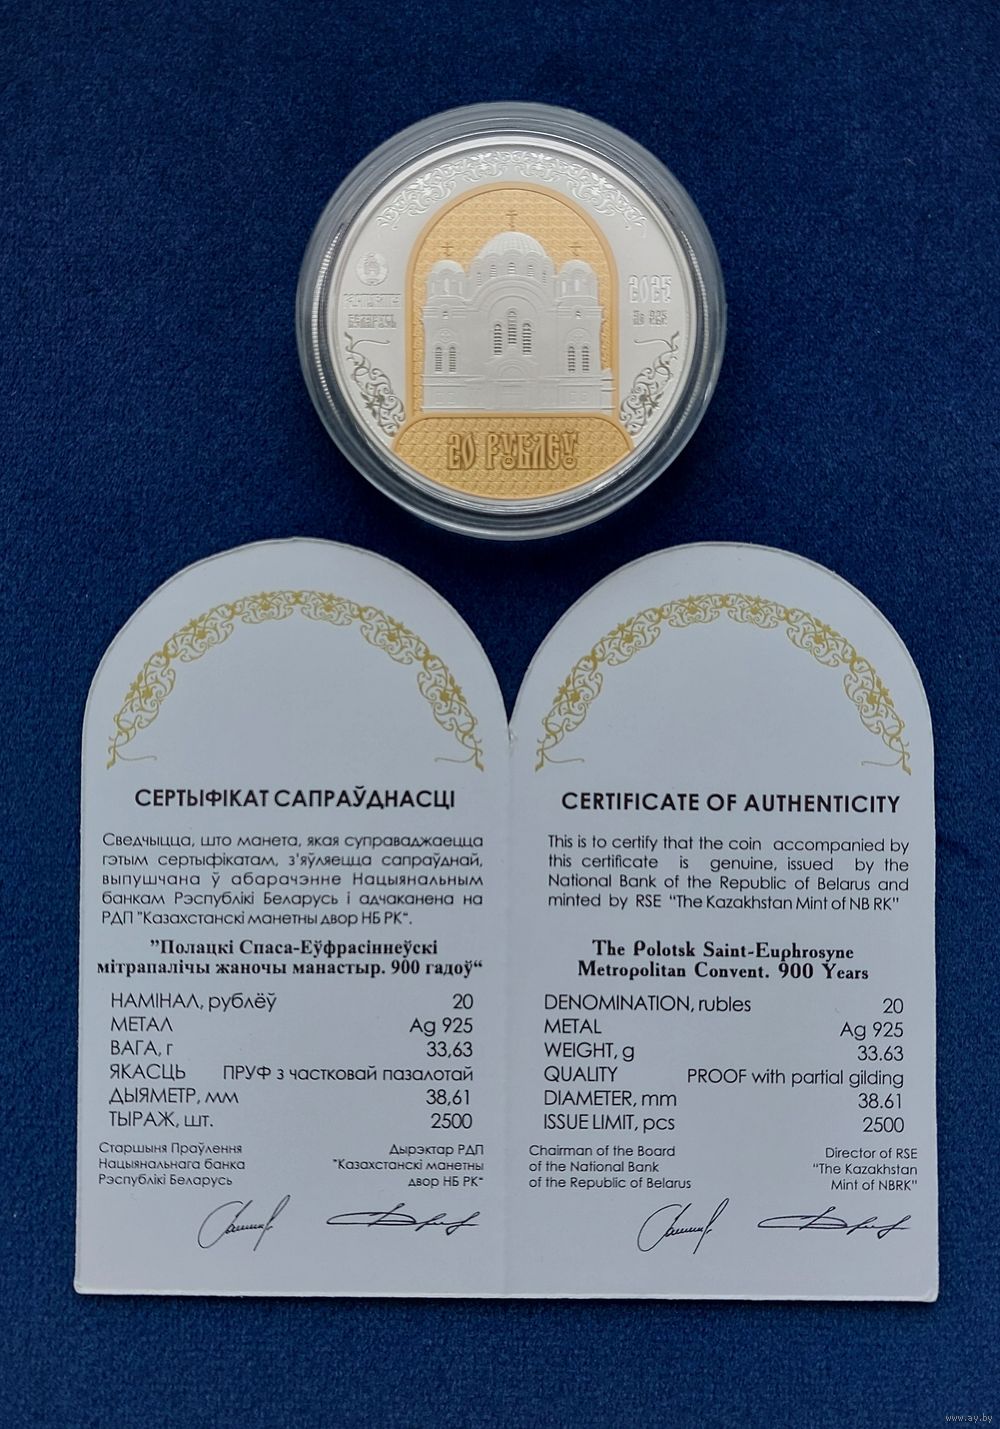 РЭСПУБЛІКА
БЕЛАРУСЬ
2025
Ag 925
20 РУБЛЁЎ
СЕРТЫФІКАТ САПРАЎДНАСЦІ
Сведчыцца, што манета, якая суправаджаецца
гэтым сертыфікатам, з'яўляецца сапраўднай,
выпушчана ў абарачэнне Нацыянальным
банкам Рэспублікі Беларусь і адчаканена на
РДП "Казахстанскі манетны двор НБ РК“.
”Полацкі Спаса-Еўфрасіннеўскі
мітрапалічы жаночы манастыр. 900 гадоў“
НАМІНАЛ, рублёў 20
МЕТАЛ Ag 925
ВАГА, г 33,63
ЯКАСЦЬ ПРУФ з частковай пазалотай
ДЫЯМЕТР, мм 38,61
ТЫРАЖ, шт. 2500
Старшыня Праўлення
Нацыянальнага банка
Рэспублікі Беларусь
Дырэктар РДП
"Казахстанскі манетны
двор НБ РК“
CERTIFICATE OF AUTHENTICITY
This is to certify that the coin accompanied by
this certificate is genuine, issued by the
National Bank of the Republic of Belarus and
minted by RSE “The Kazakhstan Mint of NB RK”
The Polotsk Saint-Euphrosyne
Metropolitan Convent. 900 Years
DENOMINATION, rubles 20
METAL Ag 925
WEIGHT, g 33.63
QUALITY PROOF with partial gilding
DIAMETER, mm 38.61
ISSUE LIMIT, pcs 2500
Chairman of the Board
of the National Bank
of the Republic of Belarus
Director of RSE
“The Kazakhstan
Mint of NBRK”
www.ay.by